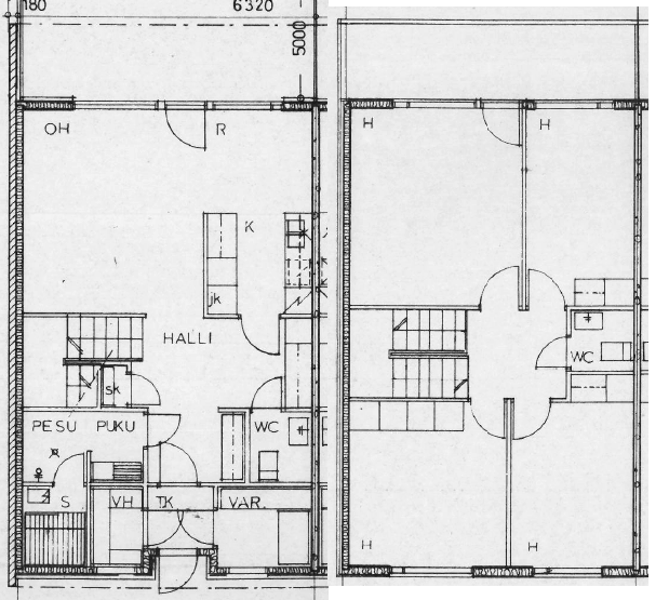 180 6320
5000
OH R
K
jk
HALLI
sk
PESU PUKU WC
S VH TK VAR.
H H
WC
H H